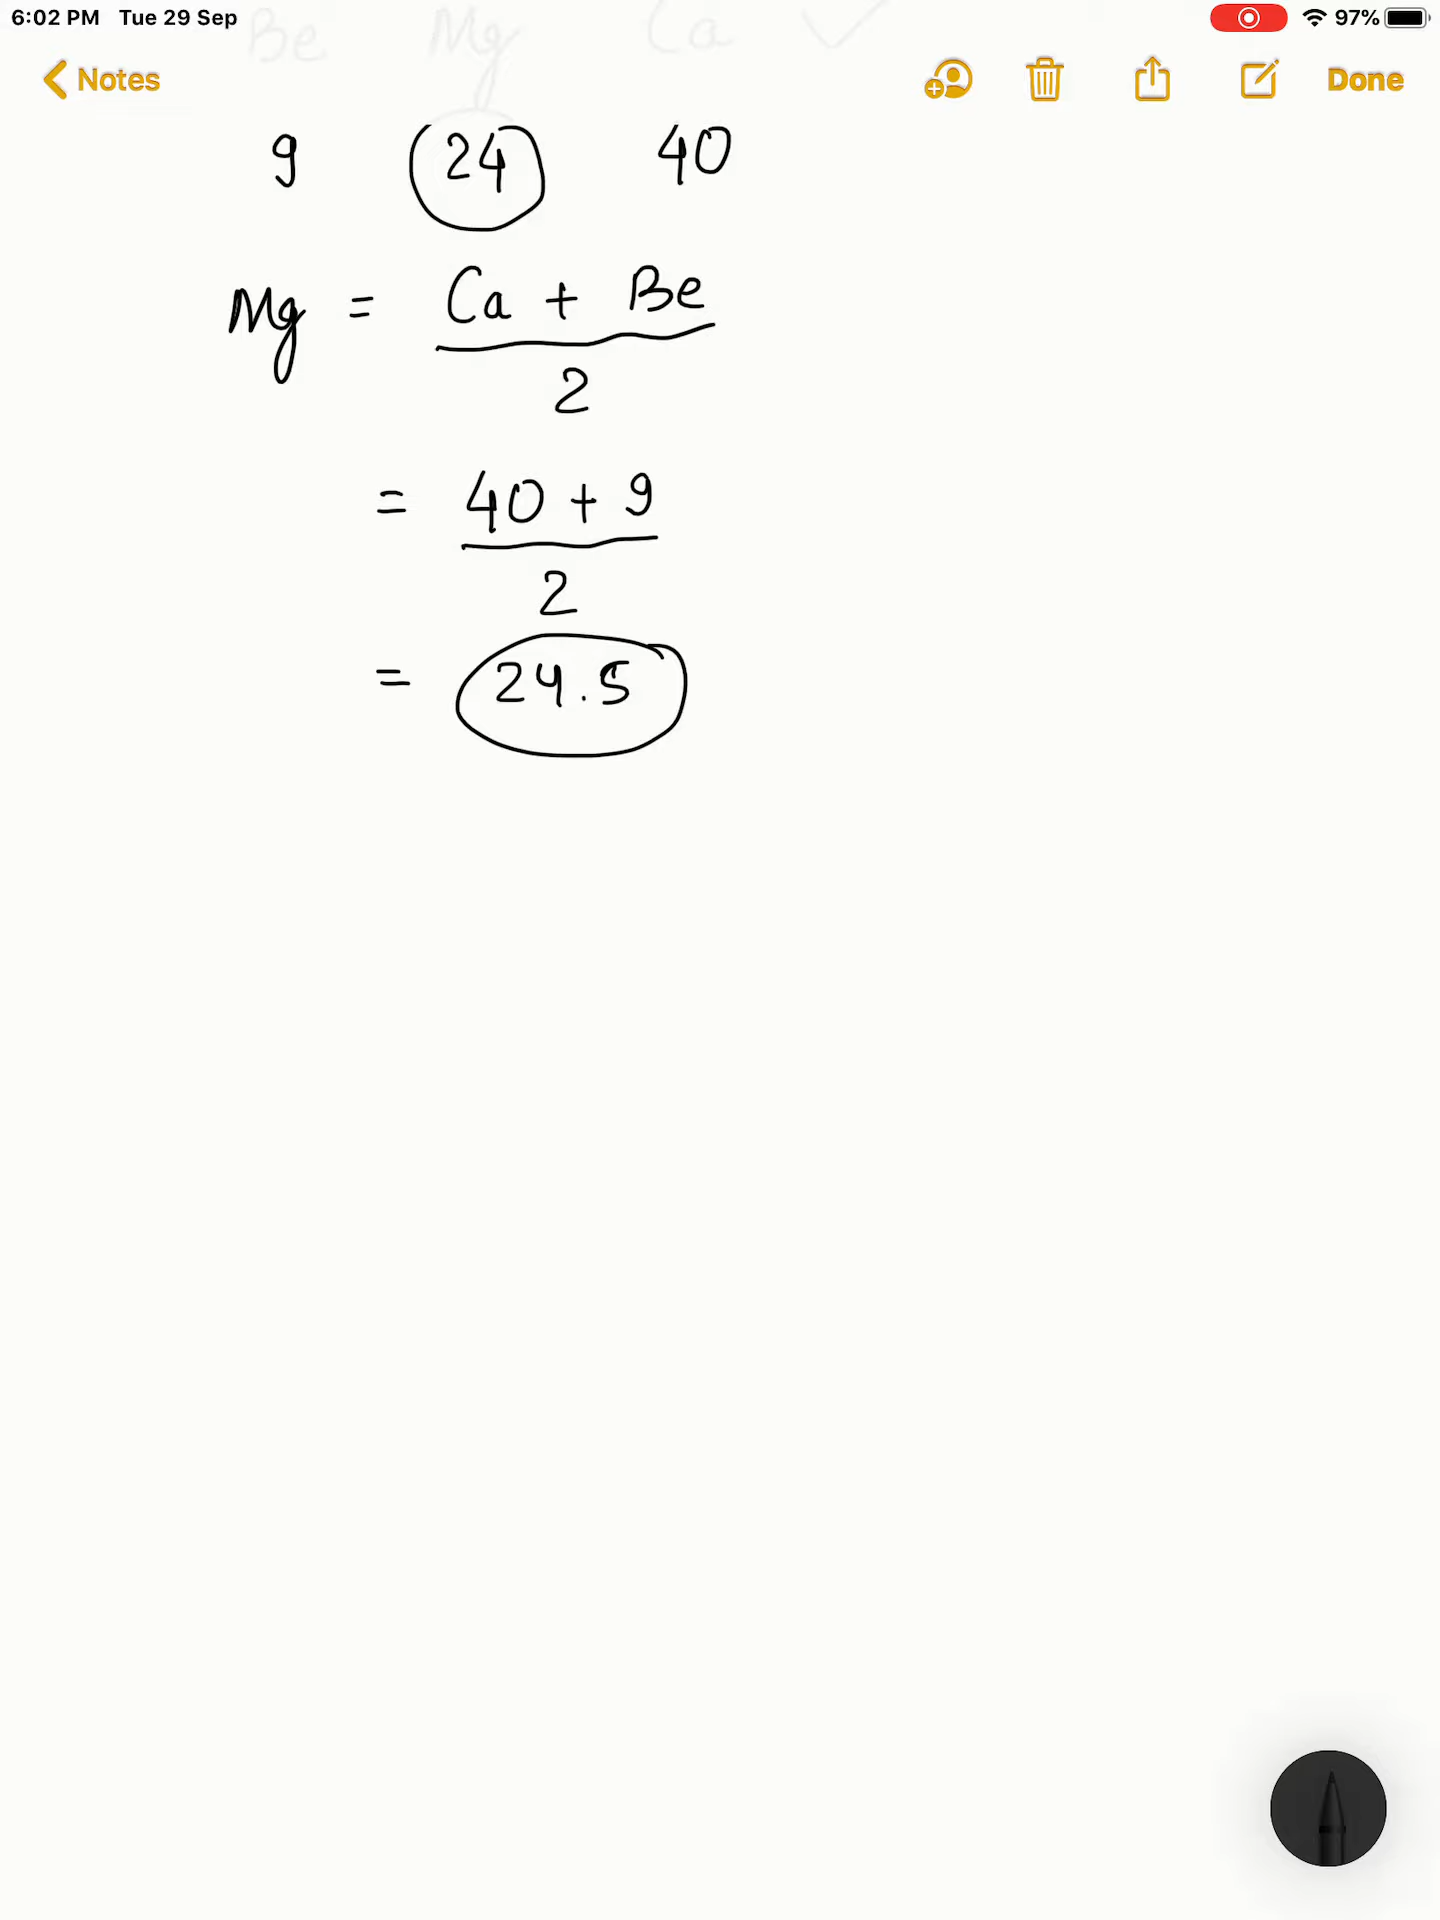 6:02 PM Tue 29 Sep 97%
Be Mg Ca
Notes Done
9 24 40
Mg = Ca + Be
2
= 40 + 9
2
= 24.5